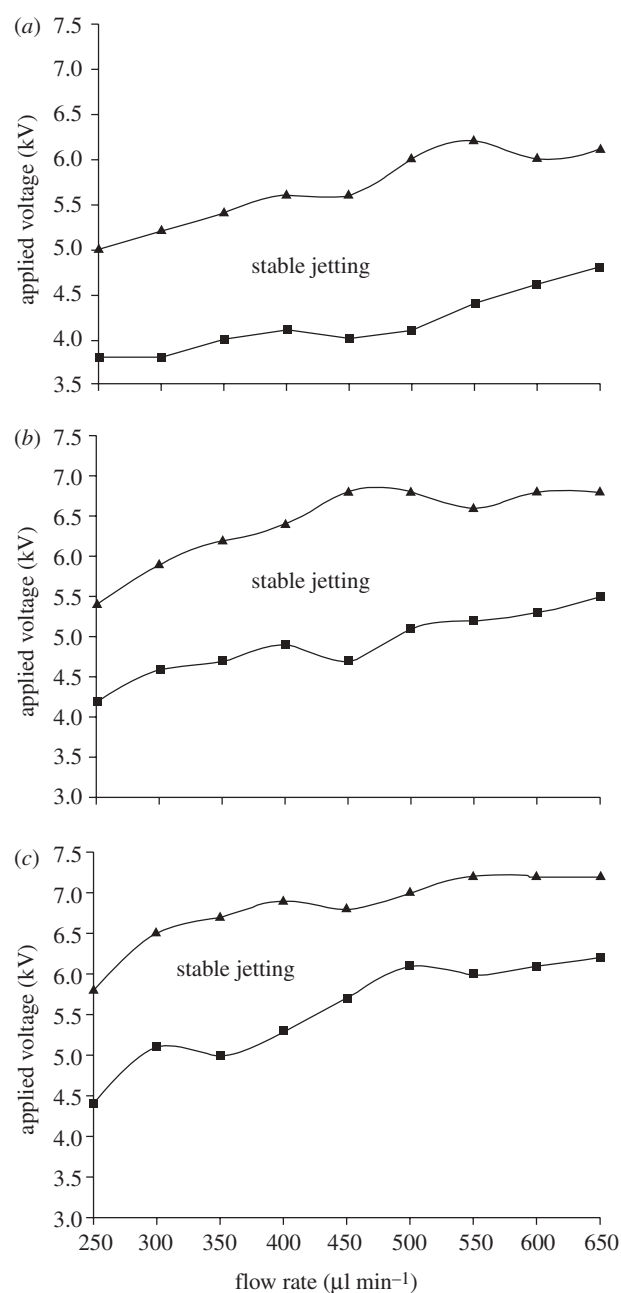 (a)
7.5
7.0
6.5
6.0
5.5
5.0
4.5
4.0
3.5
applied voltage (kV)
stable jetting
(b)
7.5
7.0
6.5
6.0
5.5
5.0
4.5
4.0
3.5
3.0
applied voltage (kV)
stable jetting
(c)
7.5
7.0
6.5
6.0
5.5
5.0
4.5
4.0
3.5
3.0
applied voltage (kV)
stable jetting
250 300 350 400 450 500 550 600 650
flow rate (μl min⁻¹)